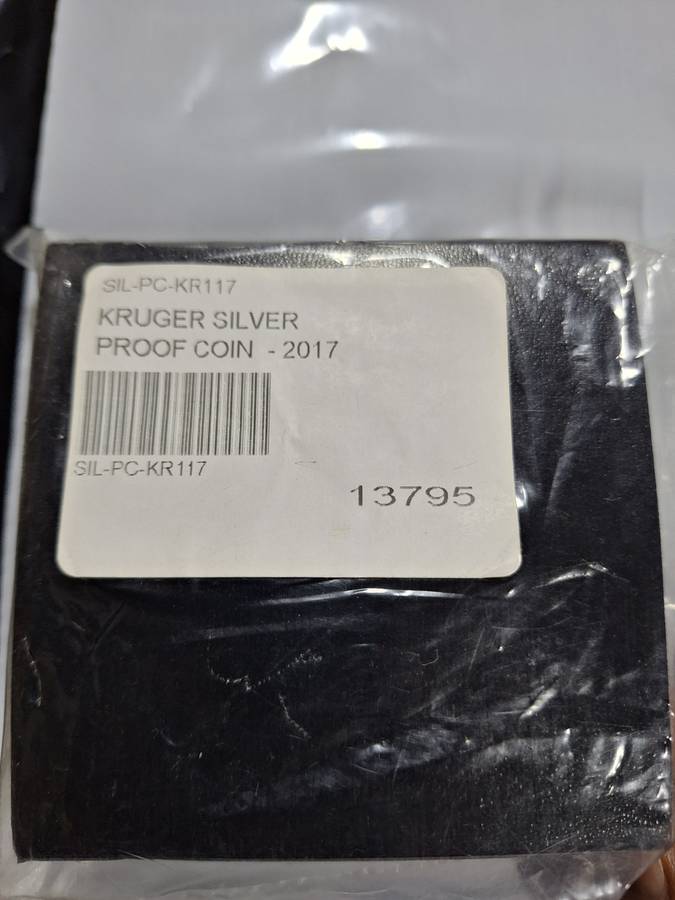 SIL-PC-KR117
KRUGER SILVER
PROOF COIN - 2017
SIL-PC-KR117
13795